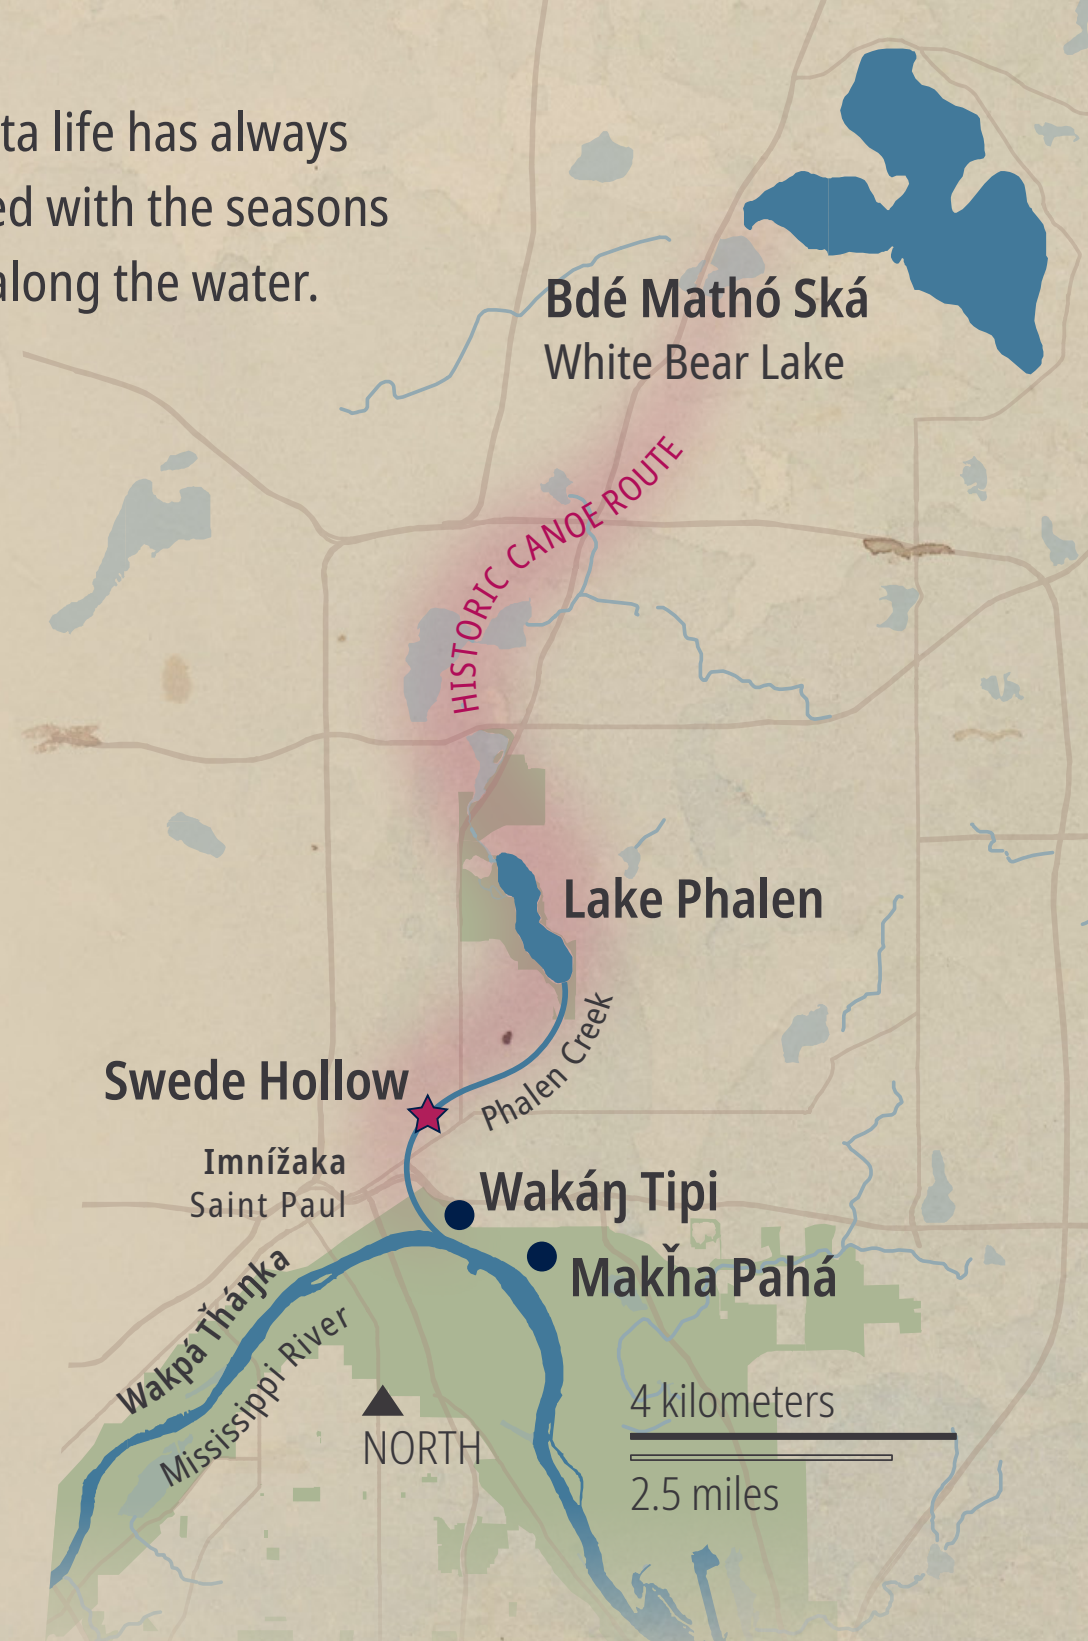 ta life has always
ed with the seasons
along the water.
Bdé Mathó Ská
White Bear Lake
HISTORIC CANOE ROUTE
Lake Phalen
Phalen Creek
Swede Hollow
Imnížaka
Saint Paul
Wakáŋ Tipi
Makȟa Pahá
Wakpá Ťháŋka
Mississippi River
NORTH
4 kilometers
2.5 miles